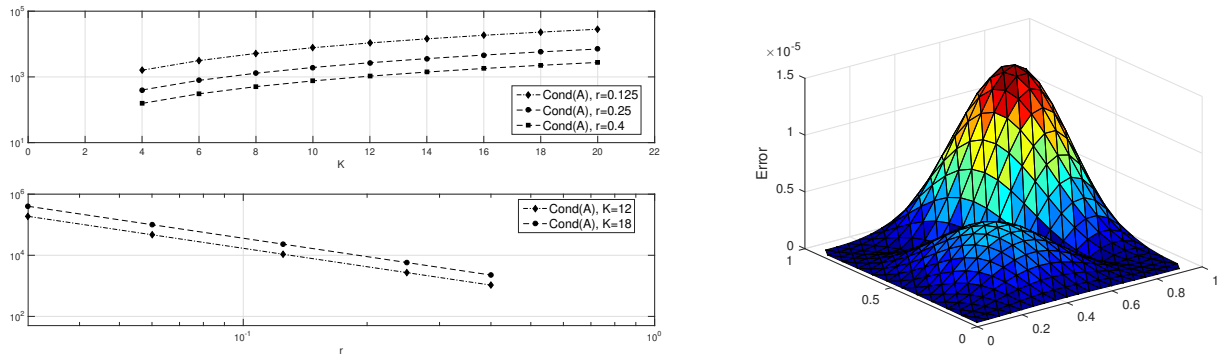 10^5
10^3
10^1
0 2 4 6 8 10 12 14 16 18 20 22
K
Cond(A), r=0.125
Cond(A), r=0.25
Cond(A), r=0.4
10^6
10^4
10^2
10^-1 10^0
r
Cond(A), K=12
Cond(A), K=18
×10^-5
1.5
1
0.5
0
Error
1
0.5
0
0
0.2
0.4
0.6
0.8
1